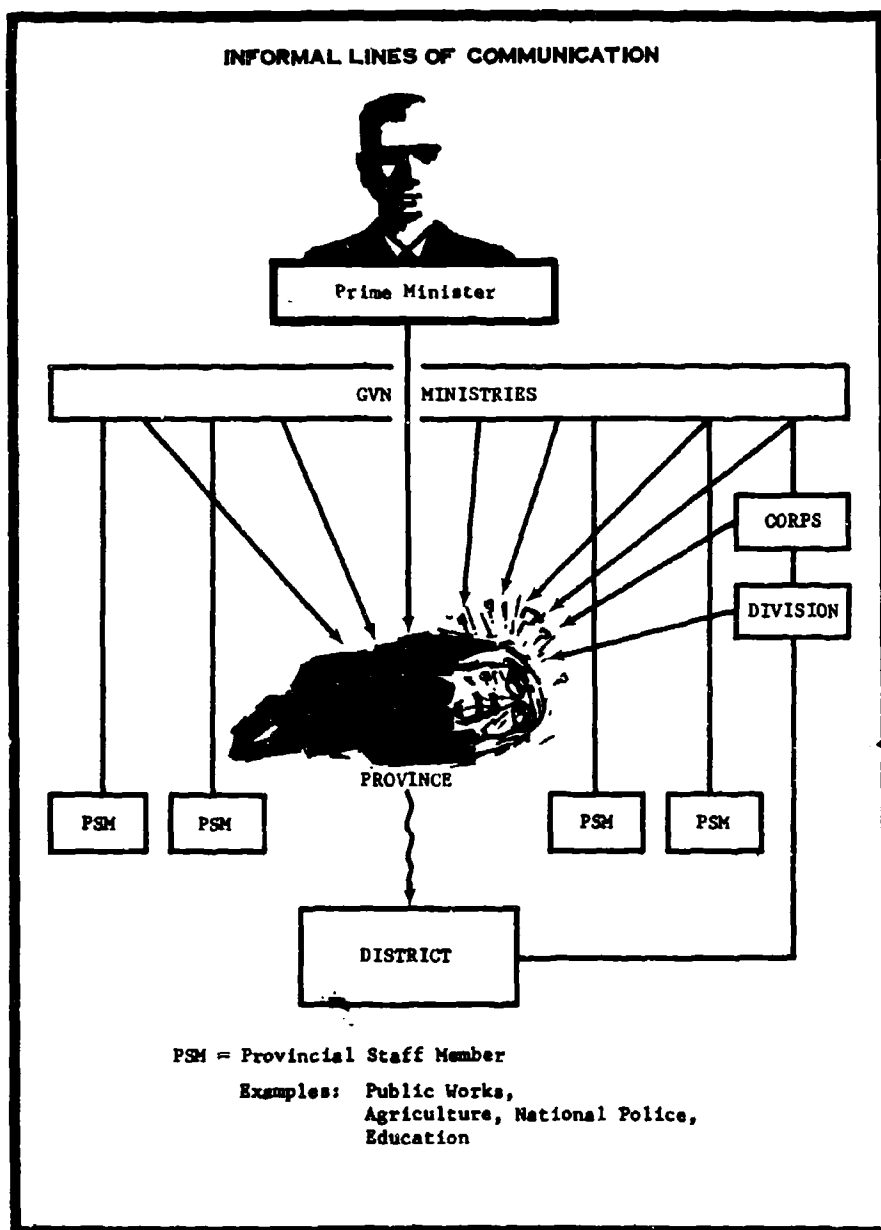 INFORMAL LINES OF COMMUNICATION
Prime Minister
GVN MINISTRIES
CORPS
DIVISION
PROVINCE
PSM
PSM
PSM
PSM
DISTRICT
PSM = Provincial Staff Member
Examples: Public Works,
Agriculture, National Police,
Education